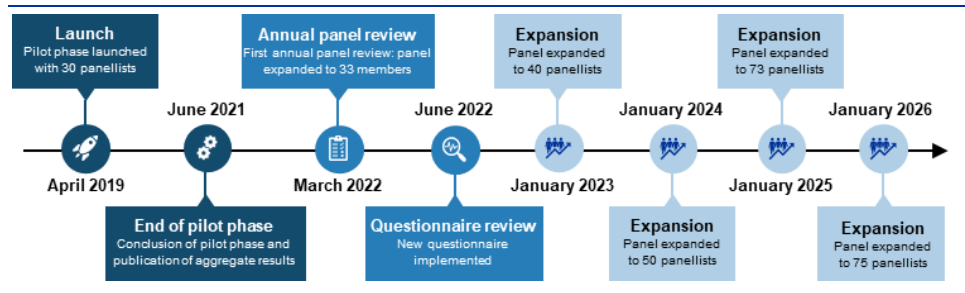 Launch
Pilot phase launched
with 30 panellists
April 2019
June 2021
End of pilot phase
Conclusion of pilot phase and
publication of aggregate results
Annual panel review
First annual panel review: panel
expanded to 33 members
March 2022
June 2022
Questionnaire review
New questionnaire
implemented
Expansion
Panel expanded
to 40 panellists
January 2023
January 2024
Expansion
Panel expanded
to 50 panellists
Expansion
Panel expanded
to 73 panellists
January 2025
January 2026
Expansion
Panel expanded
to 75 panellists